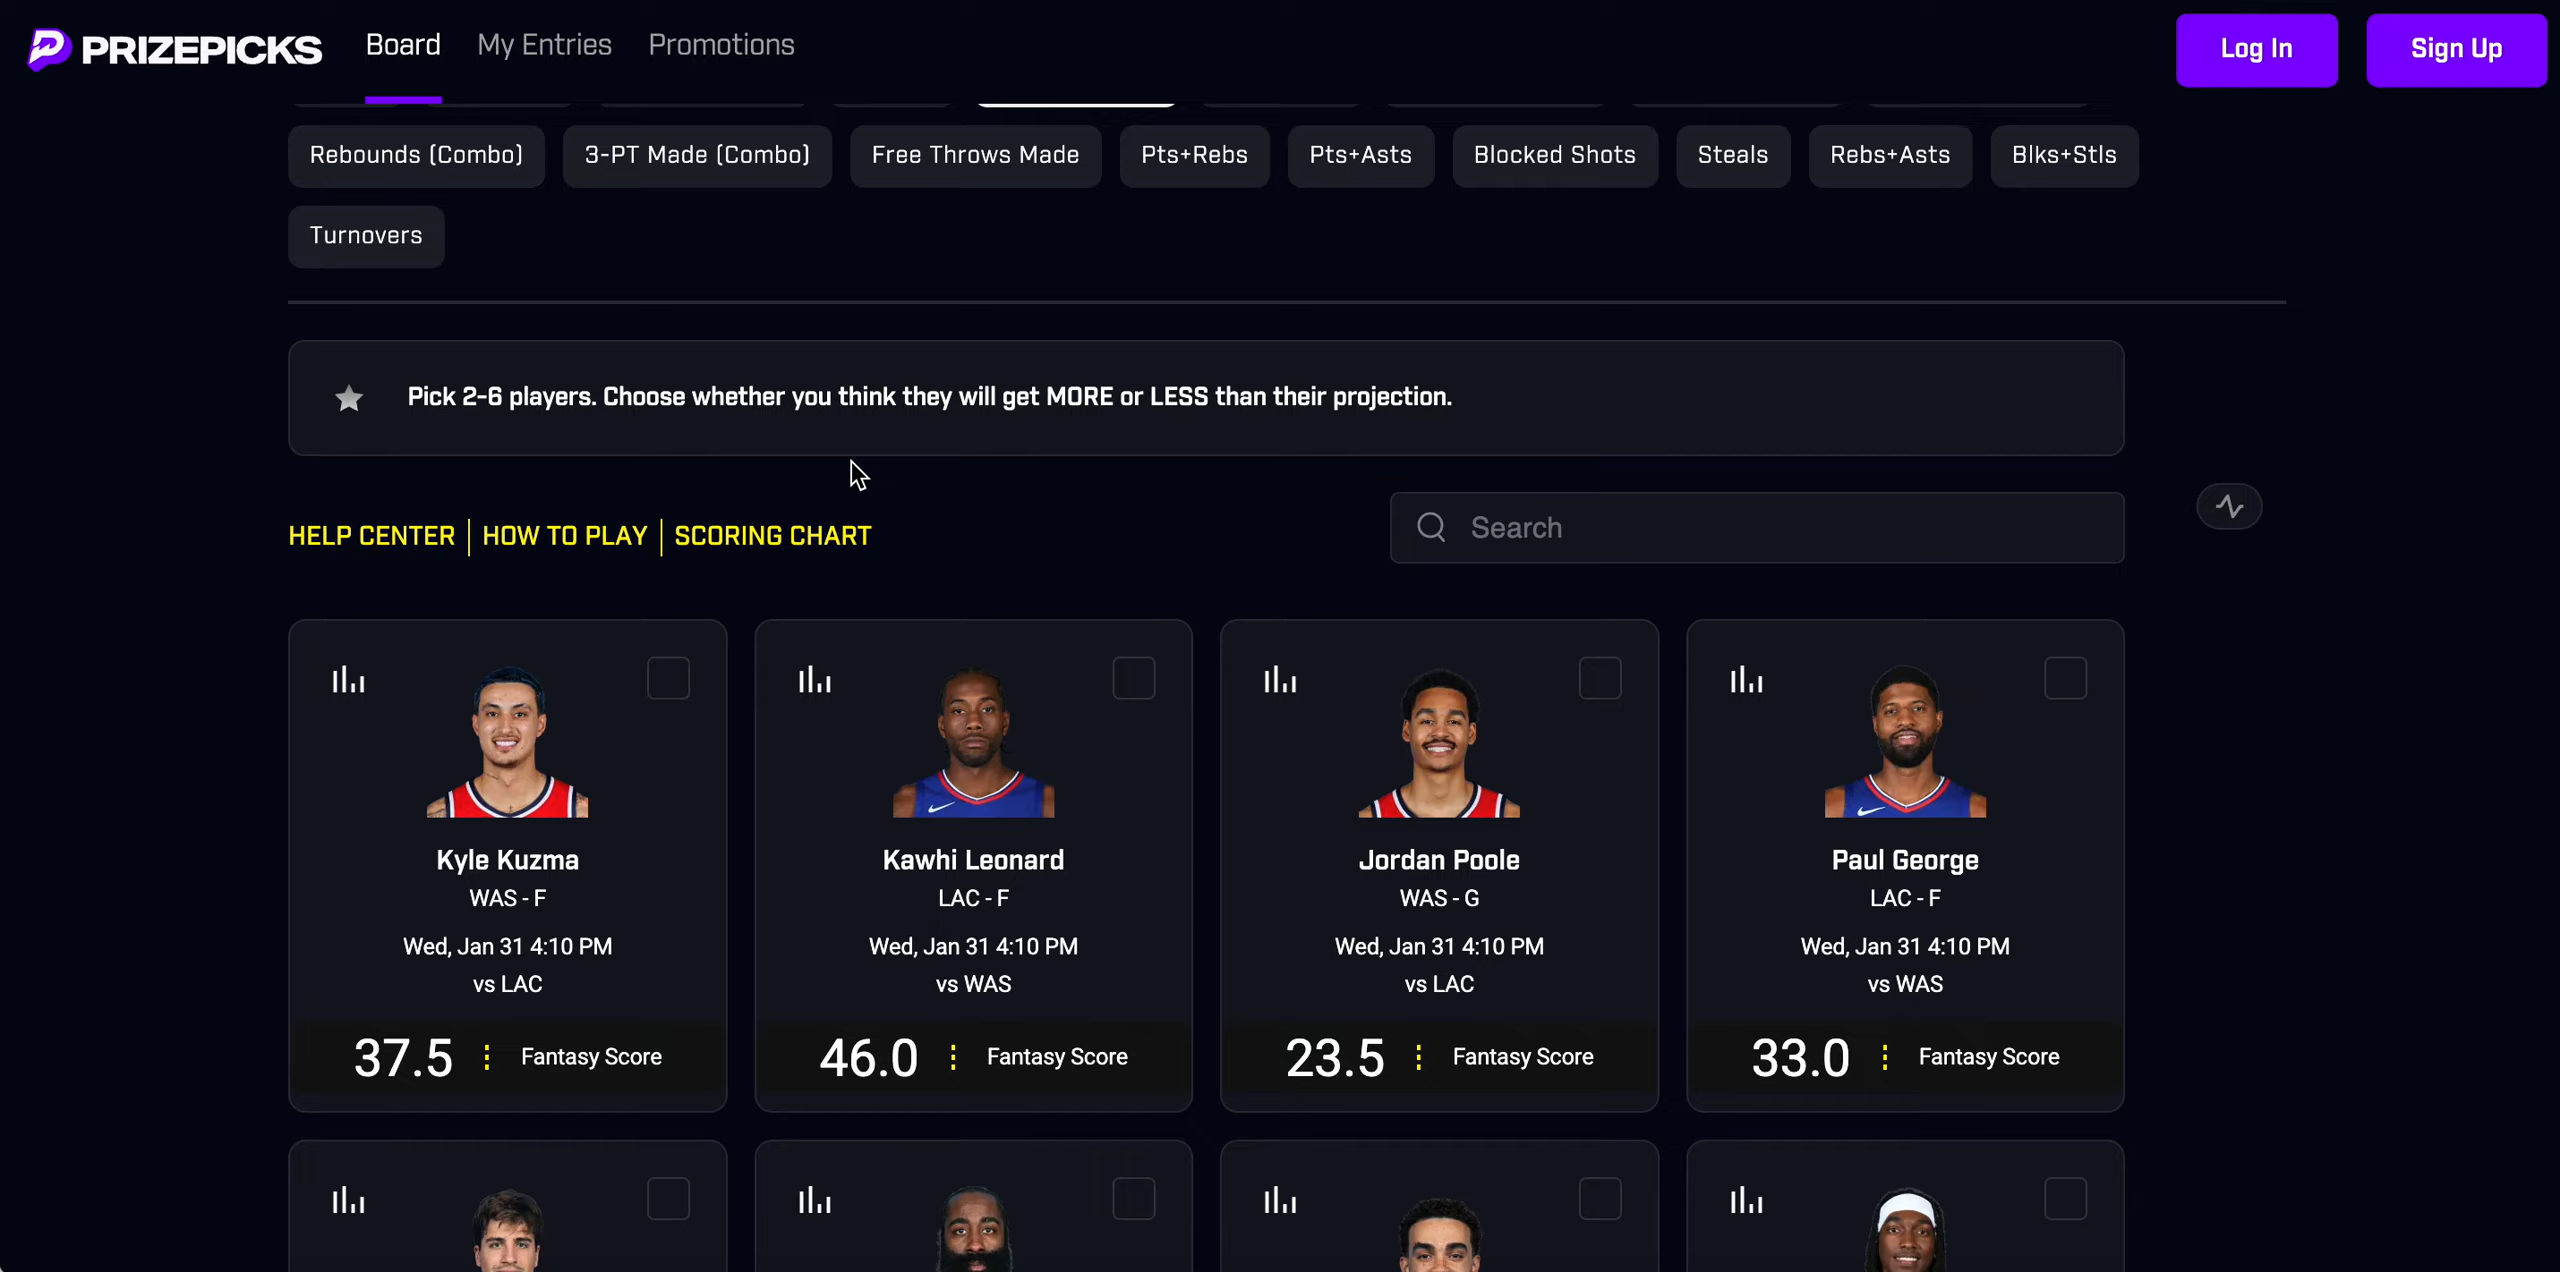 PRIZEPICKS Board My Entries Promotions Log In Sign Up
Rebounds (Combo) 3-PT Made (Combo) Free Throws Made Pts+Rebs Pts+Asts Blocked Shots Steals Rebs+Asts Blks+Stls
Turnovers
Pick 2-6 players. Choose whether you think they will get MORE or LESS than their projection.
HELP CENTER HOW TO PLAY SCORING CHART Search
Kyle Kuzma
WAS - F
Wed, Jan 31 4:10 PM
vs LAC
37.5 Fantasy Score
Kawhi Leonard
LAC - F
Wed, Jan 31 4:10 PM
vs WAS
46.0 Fantasy Score
Jordan Poole
WAS - G
Wed, Jan 31 4:10 PM
vs LAC
23.5 Fantasy Score
Paul George
LAC - F
Wed, Jan 31 4:10 PM
vs WAS
33.0 Fantasy Score